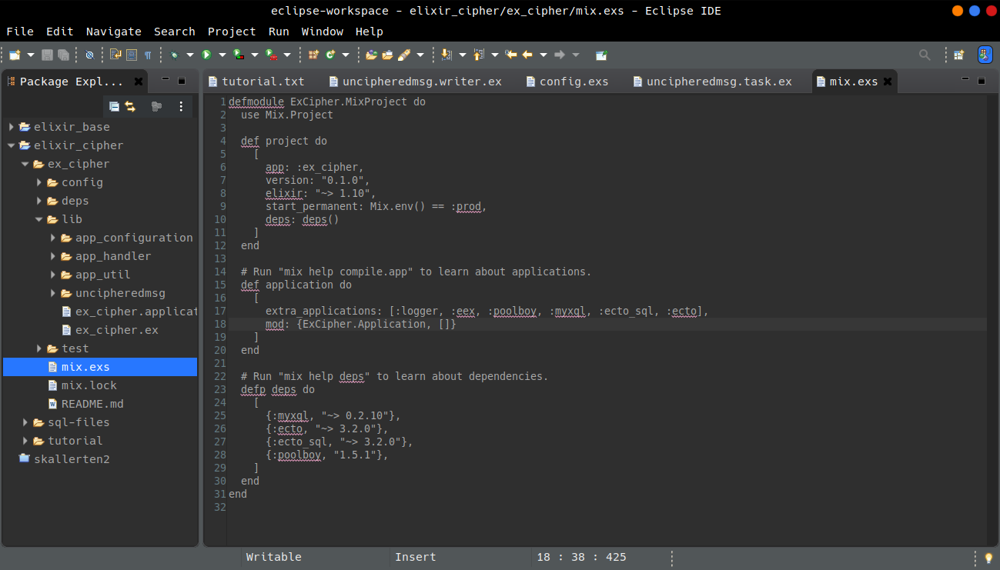 eclipse-workspace - elixir_cipher/ex_cipher/mix.exs - Eclipse IDE
File Edit Navigate Search Project Run Window Help
Package Expl...
elixir_base
elixir_cipher
ex_cipher
config
deps
lib
app_configuration
app_handler
app_util
uncipheredmsg
ex_cipher.applicat
ex_cipher.ex
test
mix.exs
mix.lock
README.md
sql-files
tutorial
skallerten2
tutorial.txt uncipheredmsg.writer.ex config.exs uncipheredmsg.task.ex mix.exs
1 defmodule ExCipher.MixProject do
2   use Mix.Project
3
4   def project do
5     [
6       app: :ex_cipher,
7       version: "0.1.0",
8       elixir: "~> 1.10",
9       start_permanent: Mix.env() == :prod,
10       deps: deps()
11     ]
12   end
13
14   # Run "mix help compile.app" to learn about applications.
15   def application do
16     [
17       extra_applications: [:logger, :eex, :poolboy, :myxql, :ecto_sql, :ecto],
18       mod: {ExCipher.Application, []}
19     ]
20   end
21
22   # Run "mix help deps" to learn about dependencies.
23   defp deps do
24     [
25       {:myxql, "~> 0.2.10"},
26       {:ecto, "~> 3.2.0"},
27       {:ecto_sql, "~> 3.2.0"},
28       {:poolboy, "1.5.1"},
29     ]
30   end
31 end
32
Writable Insert 18 : 38 : 425